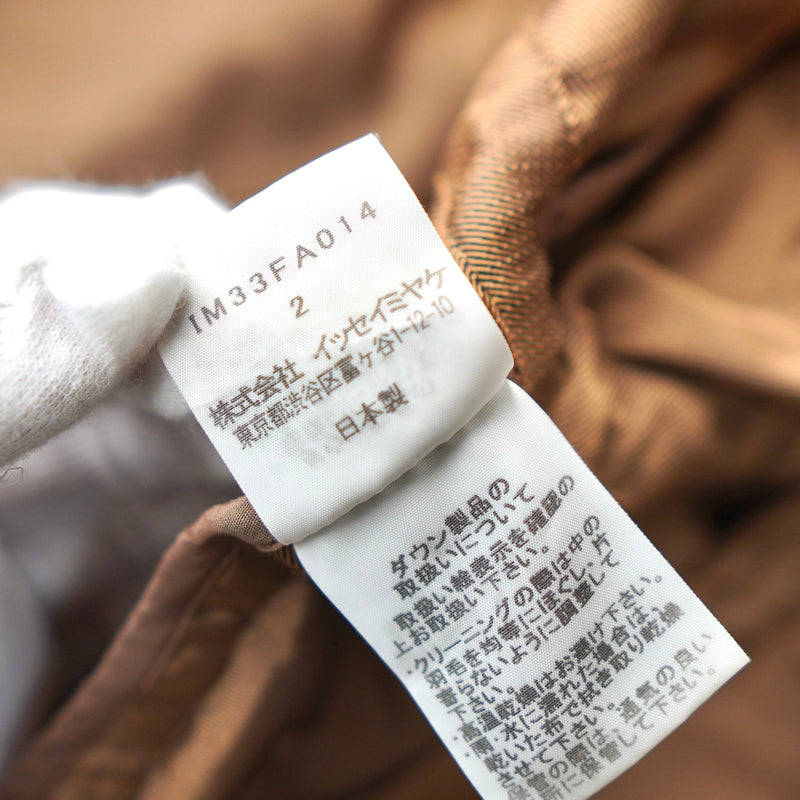 IM33FA014
2
株式会社 イッセイミヤケ
東京都渋谷区富ヶ谷1-12-10
日本製
ダウン製品の
取扱いについて
取扱い絵表示を確認の
上お取扱い下さい。
・クリーニングの際は中の
羽毛を均等にほぐし、片
寄らないように調整して
下さい。
・高温乾燥はお避け下さい。
・雨、水に濡れた場合は、
乾いた布で拭き取り乾燥
させて下さい。
の際は、通気の良い
所に保管して下さい。